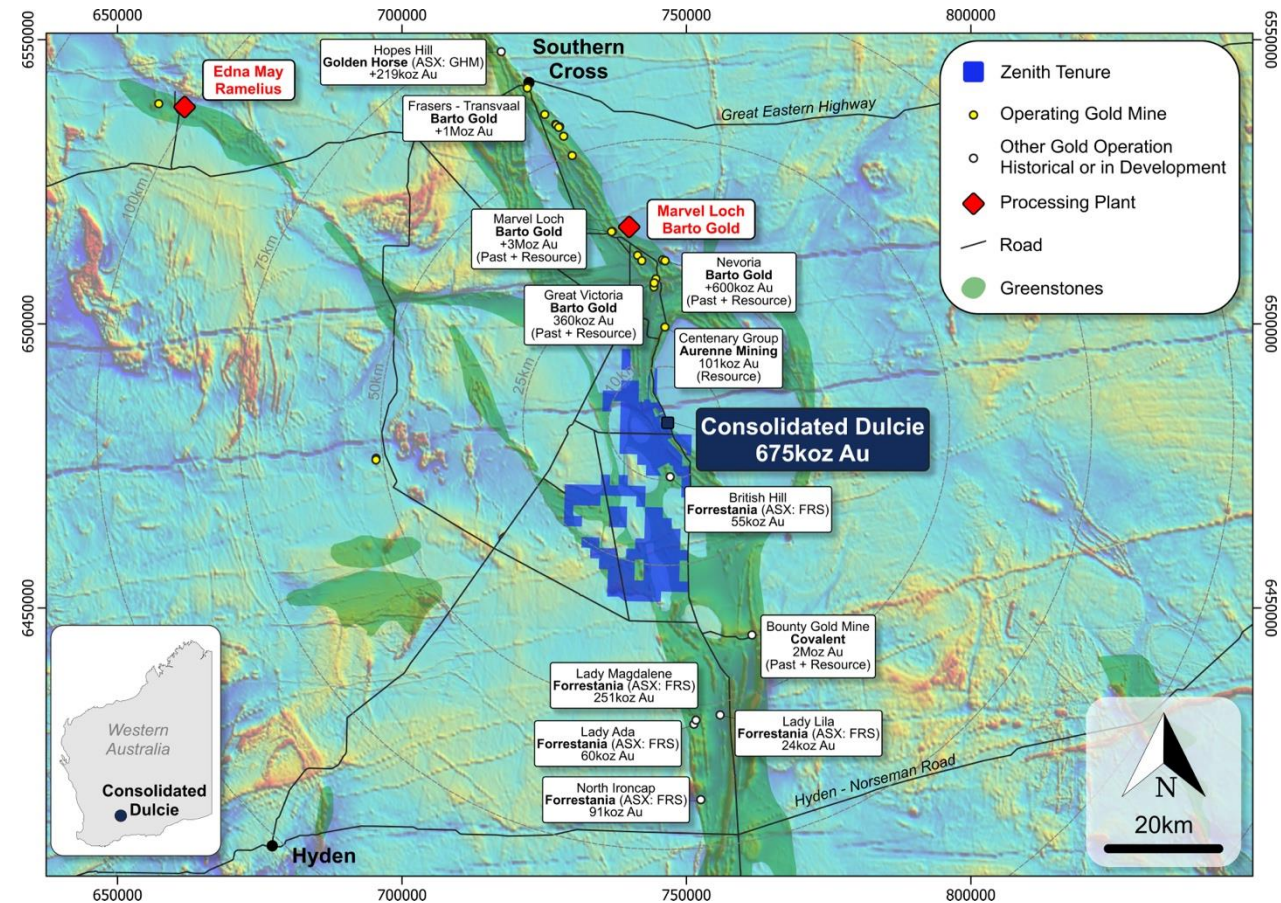 650000
700000
750000
800000
6550000
6550000
Hopes Hill
Golden Horse (ASX: GHM)
+219koz Au
Southern
Cross
Edna May
Ramelius
Frasers - Transvaal
Barto Gold
+1Moz Au
Great Eastern Highway
Zenith Tenure
Operating Gold Mine
Other Gold Operation
Historical or in Development
Processing Plant
Road
Greenstones
100km
75km
50km
25km
10km
Marvel Loch
Barto Gold
+3Moz Au
(Past + Resource)
Marvel Loch
Barto Gold
Nevoria
Barto Gold
+600koz Au
(Past + Resource)
Great Victoria
Barto Gold
360koz Au
(Past + Resource)
6500000
6500000
Centenary Group
Aurenne Mining
101koz Au
(Resource)
Consolidated Dulcie
675koz Au
British Hill
Forrestania (ASX: FRS)
55koz Au
6450000
6450000
Bounty Gold Mine
Covalent
2Moz Au
(Past + Resource)
Lady Magdalene
Forrestania (ASX: FRS)
251koz Au
Lady Ada
Forrestania (ASX: FRS)
60koz Au
Lady Lila
Forrestania (ASX: FRS)
24koz Au
North Ironcap
Forrestania (ASX: FRS)
91koz Au
Hyden - Norseman Road
Hyden
Western
Australia
Consolidated
Dulcie
N
20km
650000
700000
750000
800000